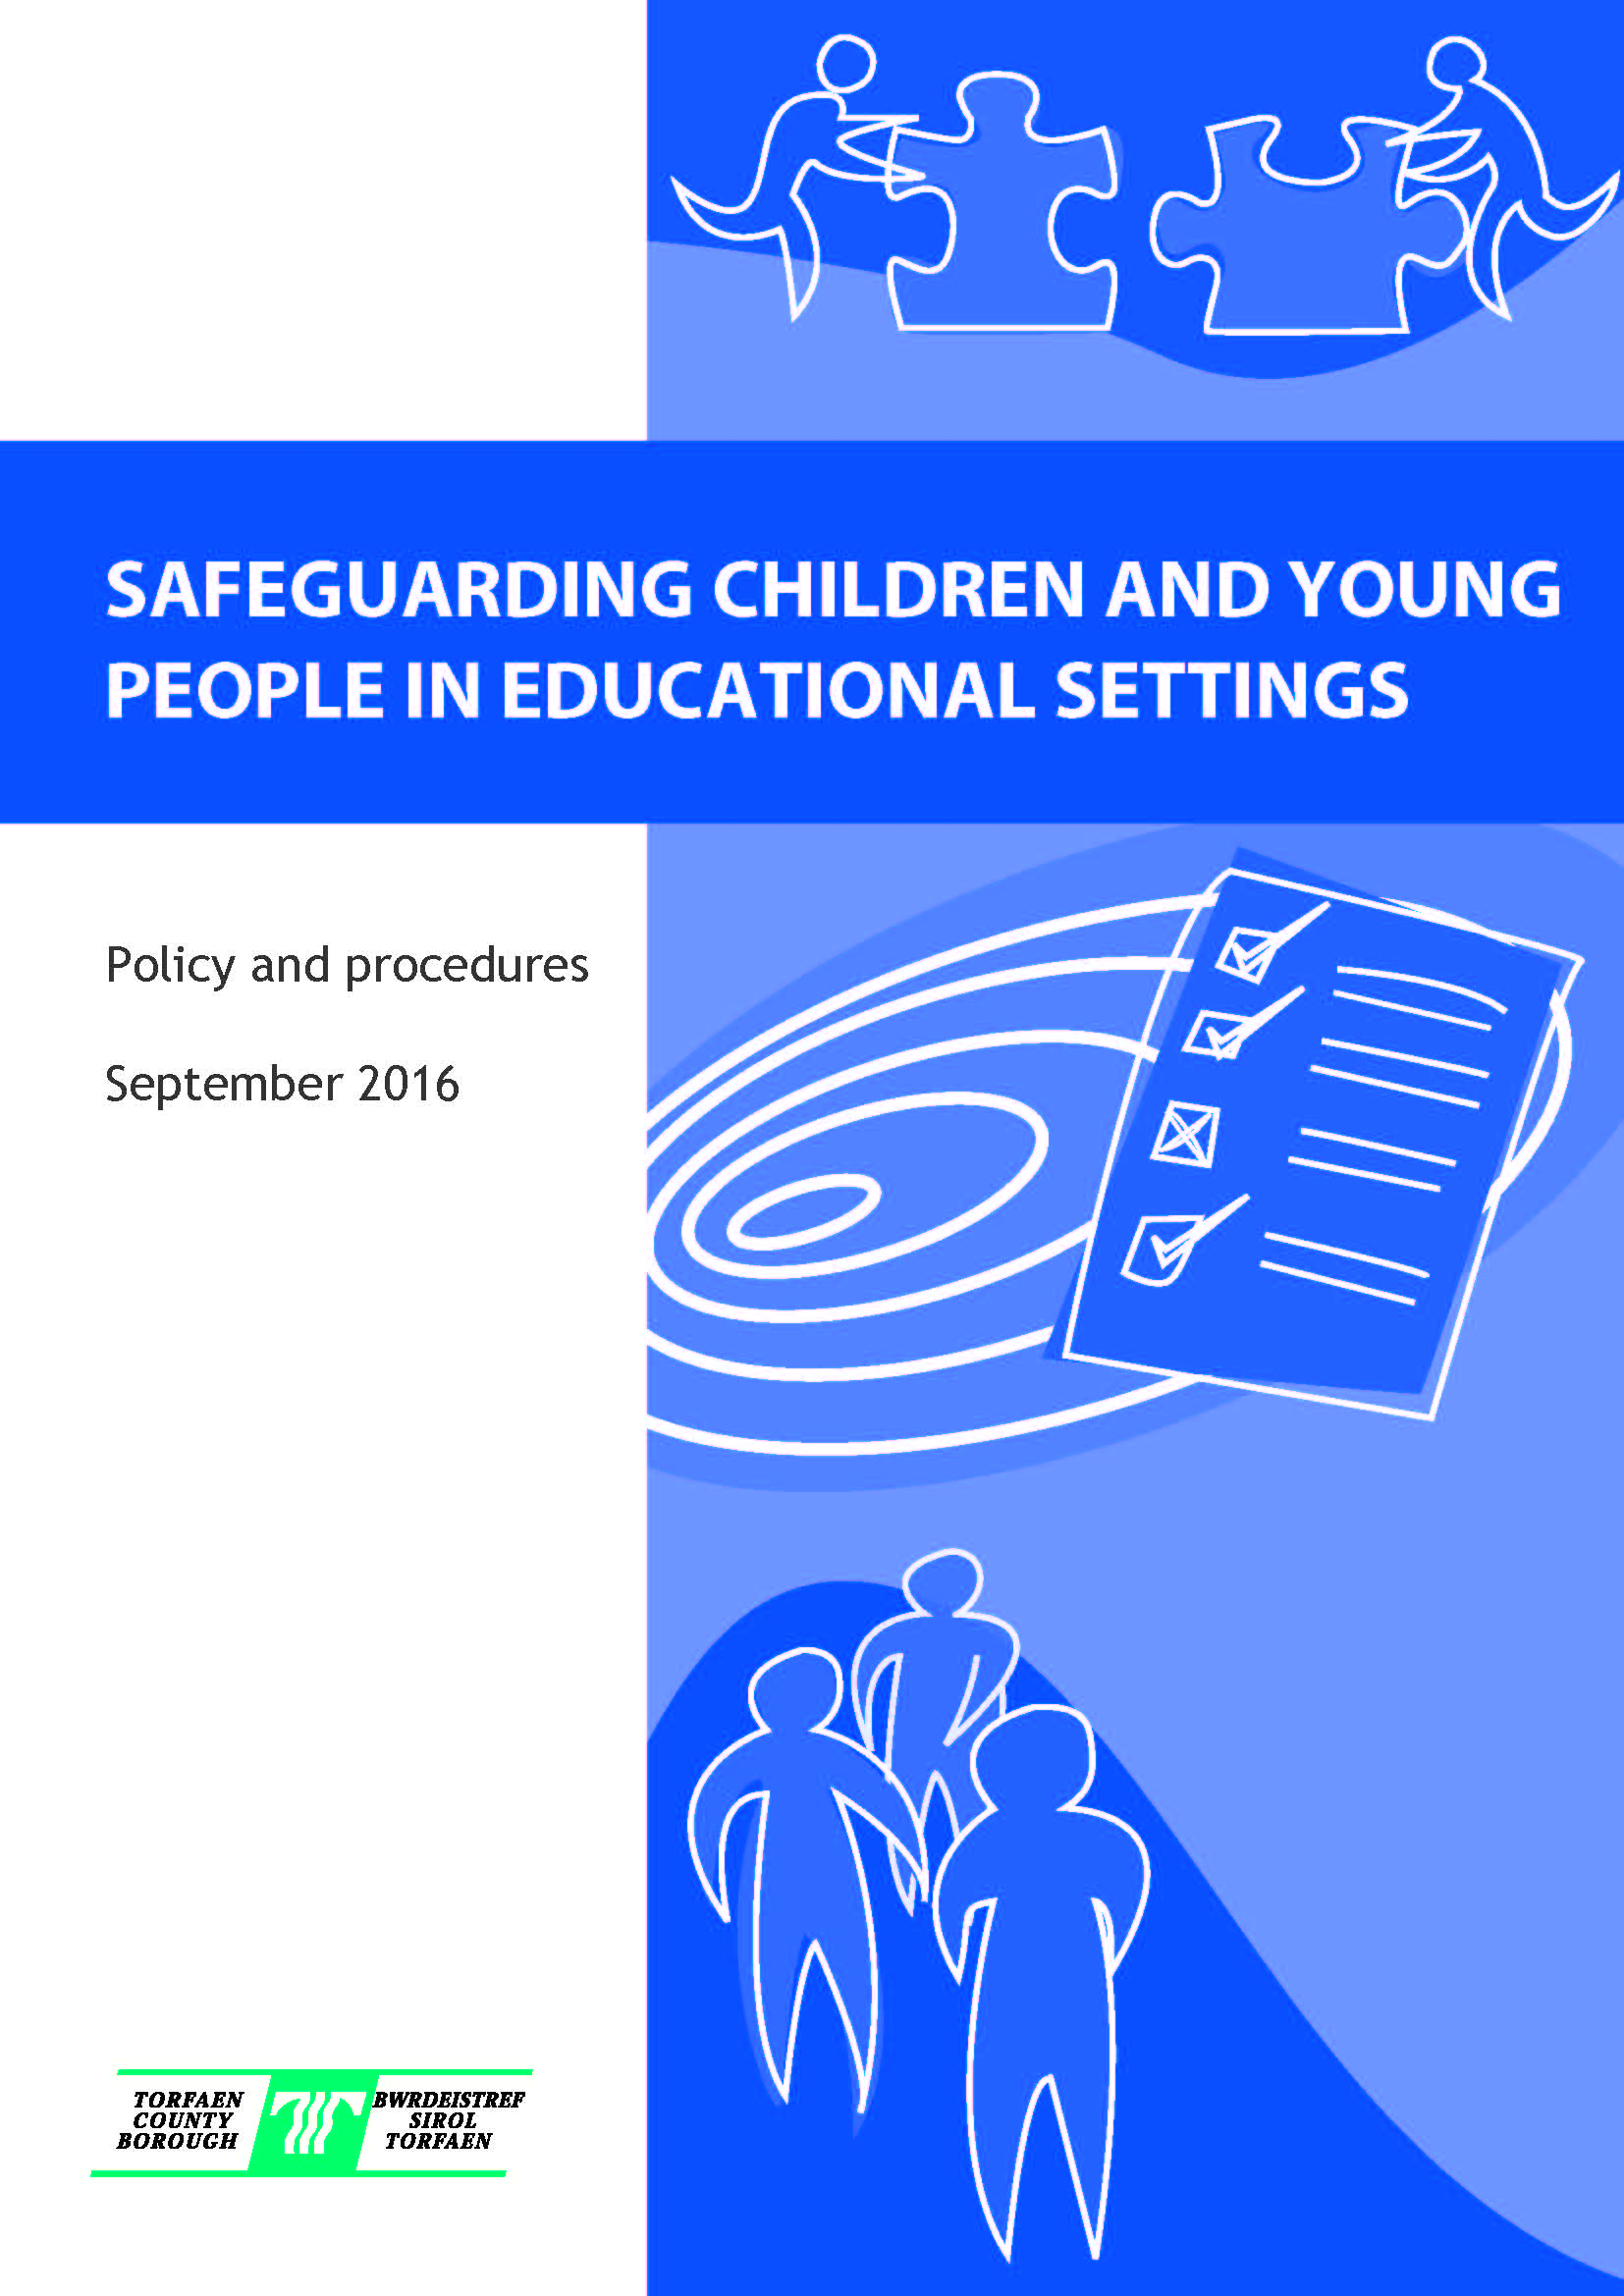 SAFEGUARDING CHILDREN AND YOUNG
PEOPLE IN EDUCATIONAL SETTINGS
Policy and procedures
September 2016
TORFAEN
COUNTY
BOROUGH
BWRDEISTREF
SIROL
TORFAEN